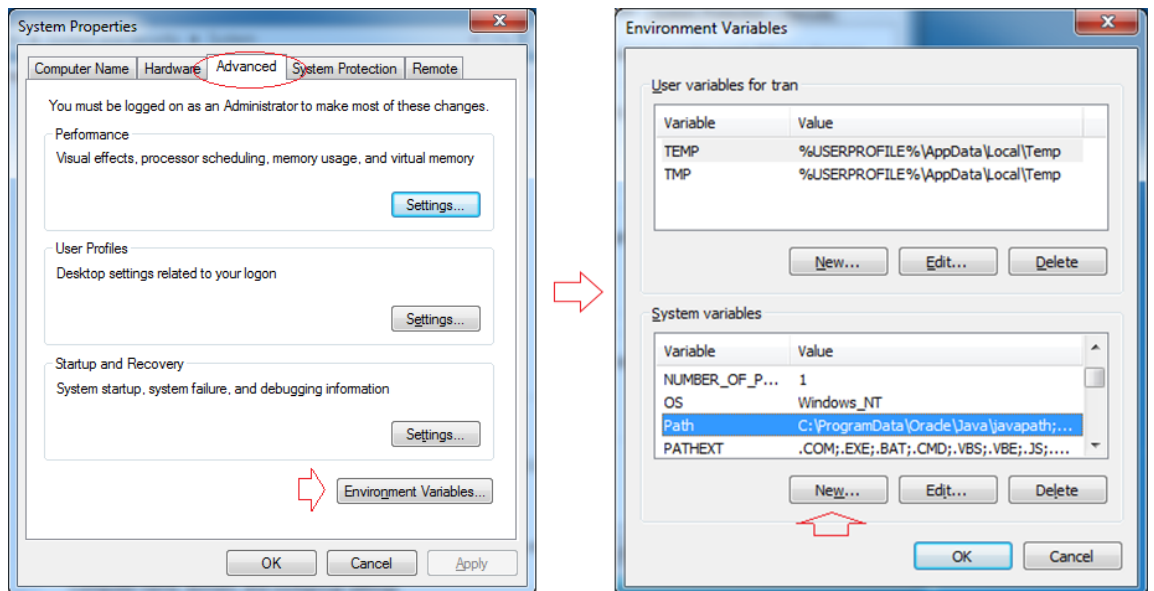 System Properties
Computer Name
Hardware
Advanced
System Protection
Remote
You must be logged on as an Administrator to make most of these changes.
Performance
Visual effects, processor scheduling, memory usage, and virtual memory
Settings...
User Profiles
Desktop settings related to your logon
Settings...
Startup and Recovery
System startup, system failure, and debugging information
Settings...
Environment Variables...
OK
Cancel
Apply
Environment Variables
User variables for tran
Variable Value
TEMP %USERPROFILE%\AppData\Local\Temp
TMP %USERPROFILE%\AppData\Local\Temp
New...
Edit...
Delete
System variables
Variable Value
NUMBER_OF_P... 1
OS Windows_NT
Path C:\ProgramData\Oracle\Java\javapath;...
PATHEXT .COM;.EXE;.BAT;.CMD;.VBS;.VBE;.JS;....
New...
Edit...
Delete
OK
Cancel